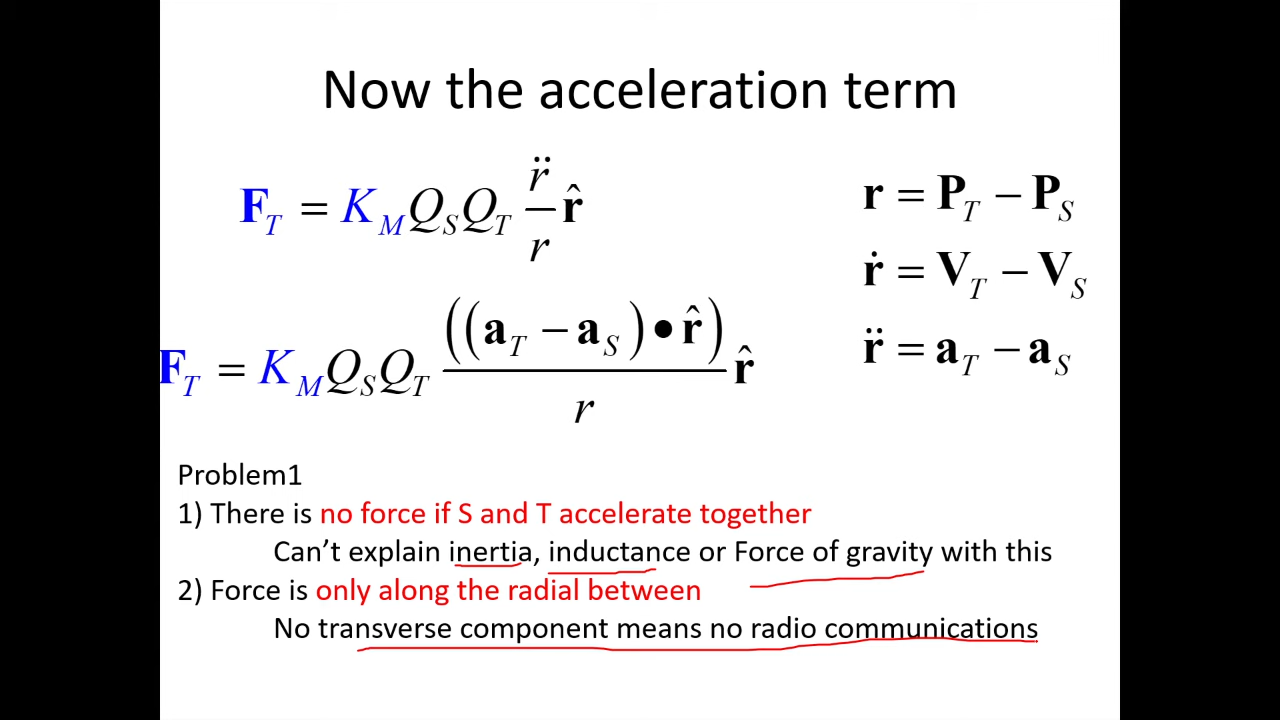 Now the acceleration term
𝐅_T = K_M Q_S Q_T (r̈ / r) 𝐫̂
𝐫 = 𝐏_T − 𝐏_S
𝐫̇ = 𝐕_T − 𝐕_S
𝐫̈ = 𝐚_T − 𝐚_S
𝐅_T = K_M Q_S Q_T (((𝐚_T − 𝐚_S) • 𝐫̂) / r) 𝐫̂
Problem1
1) There is no force if S and T accelerate together
Can’t explain inertia, inductance or Force of gravity with this
2) Force is only along the radial between
No transverse component means no radio communications